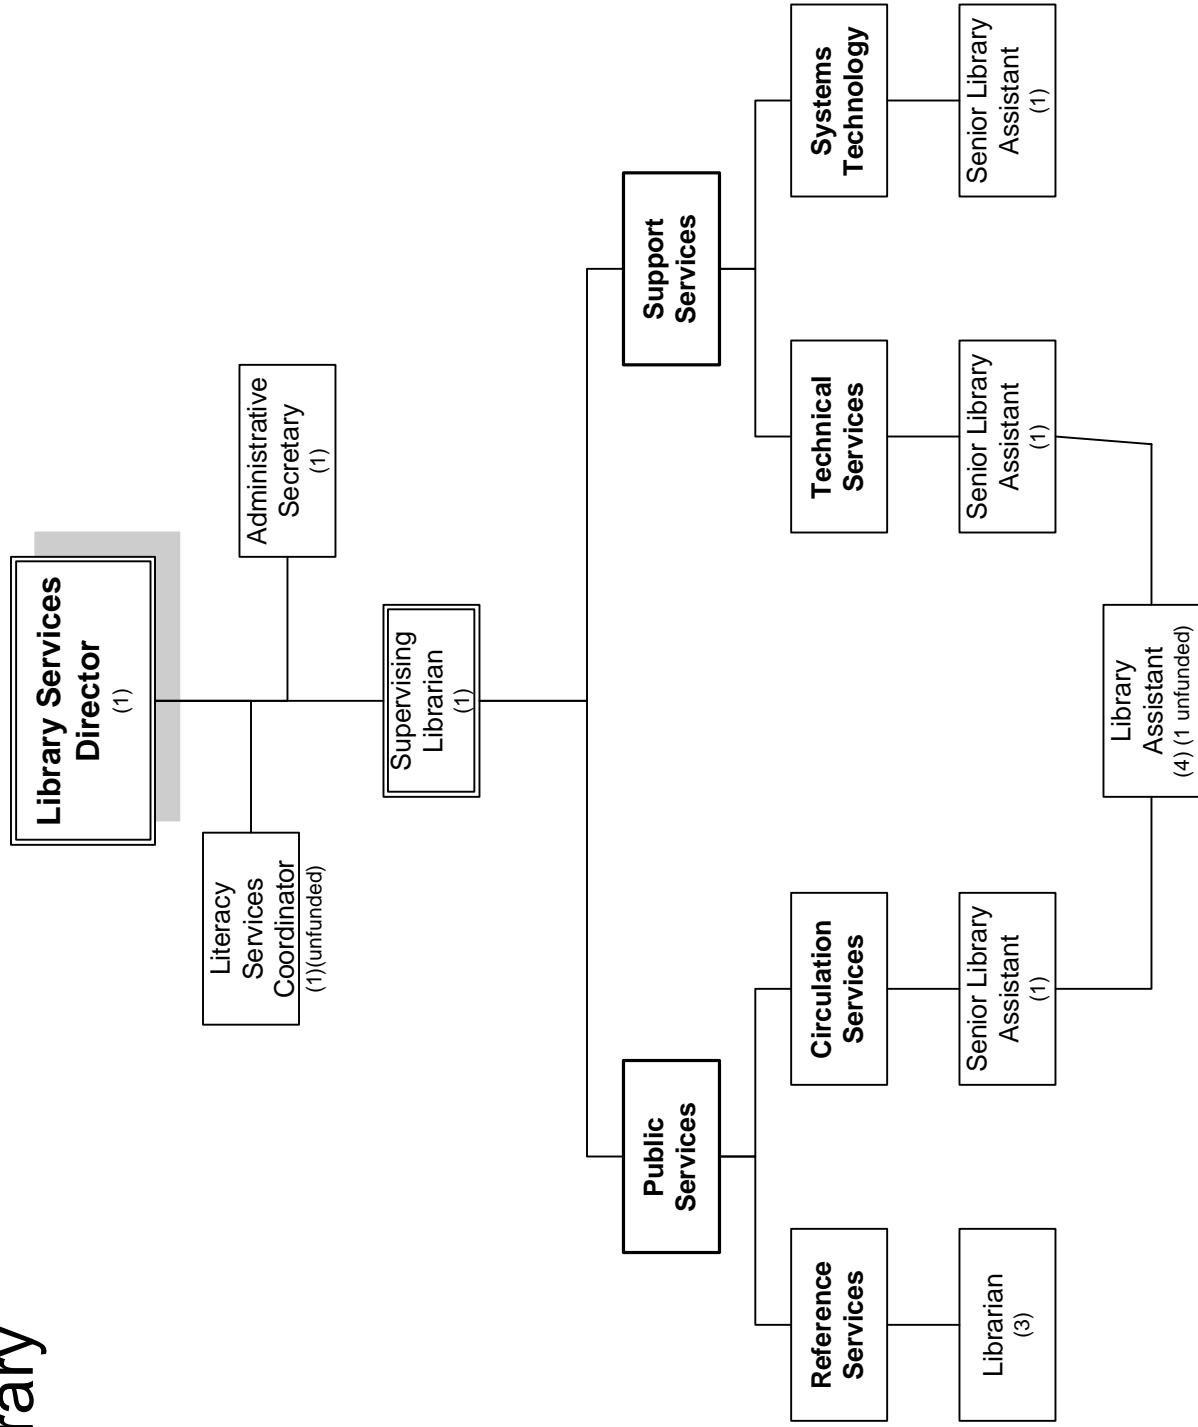 rary
Library Services
Director
(1)
Literacy
Services
Coordinator
(1)(unfunded)
Administrative
Secretary
(1)
Supervising
Librarian
(1)
Public
Services
Support
Services
Reference
Services
Circulation
Services
Technical
Services
Systems
Technology
Librarian
(3)
Senior Library
Assistant
(1)
Senior Library
Assistant
(1)
Senior Library
Assistant
(1)
Library
Assistant
(4) (1 unfunded)